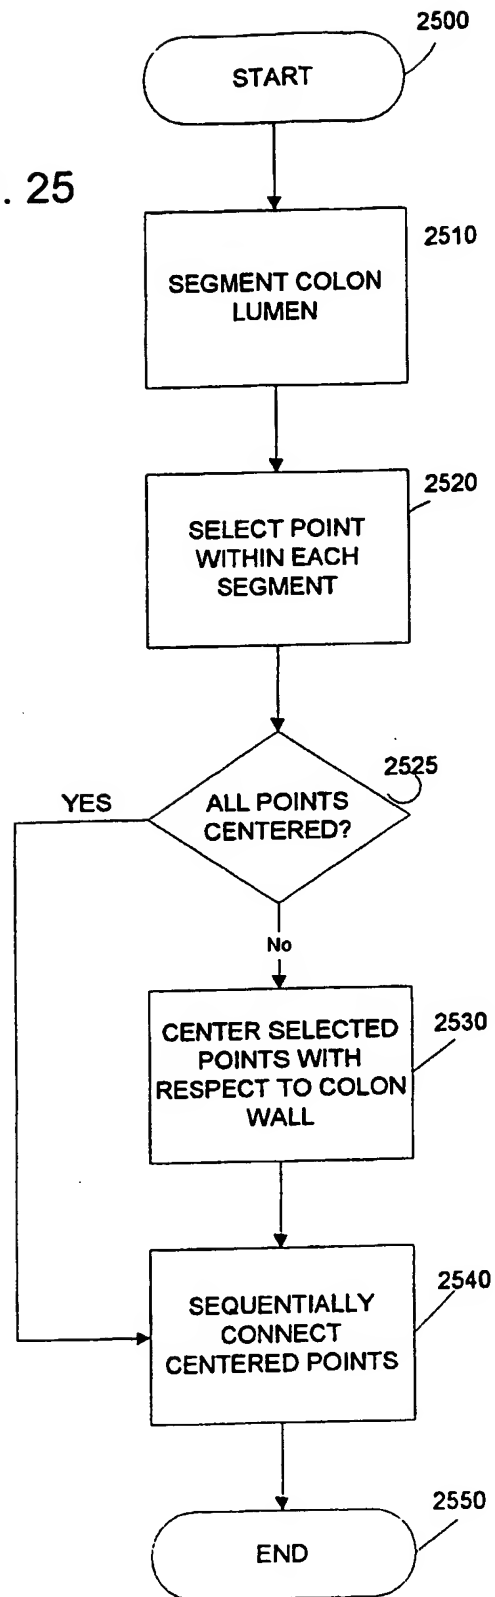 2500
START
. 25
2510
SEGMENT COLON
LUMEN
2520
SELECT POINT
WITHIN EACH
SEGMENT
2525
YES
ALL POINTS
CENTERED?
No
2530
CENTER SELECTED
POINTS WITH
RESPECT TO COLON
WALL
2540
SEQUENTIALLY
CONNECT
CENTERED POINTS
2550
END